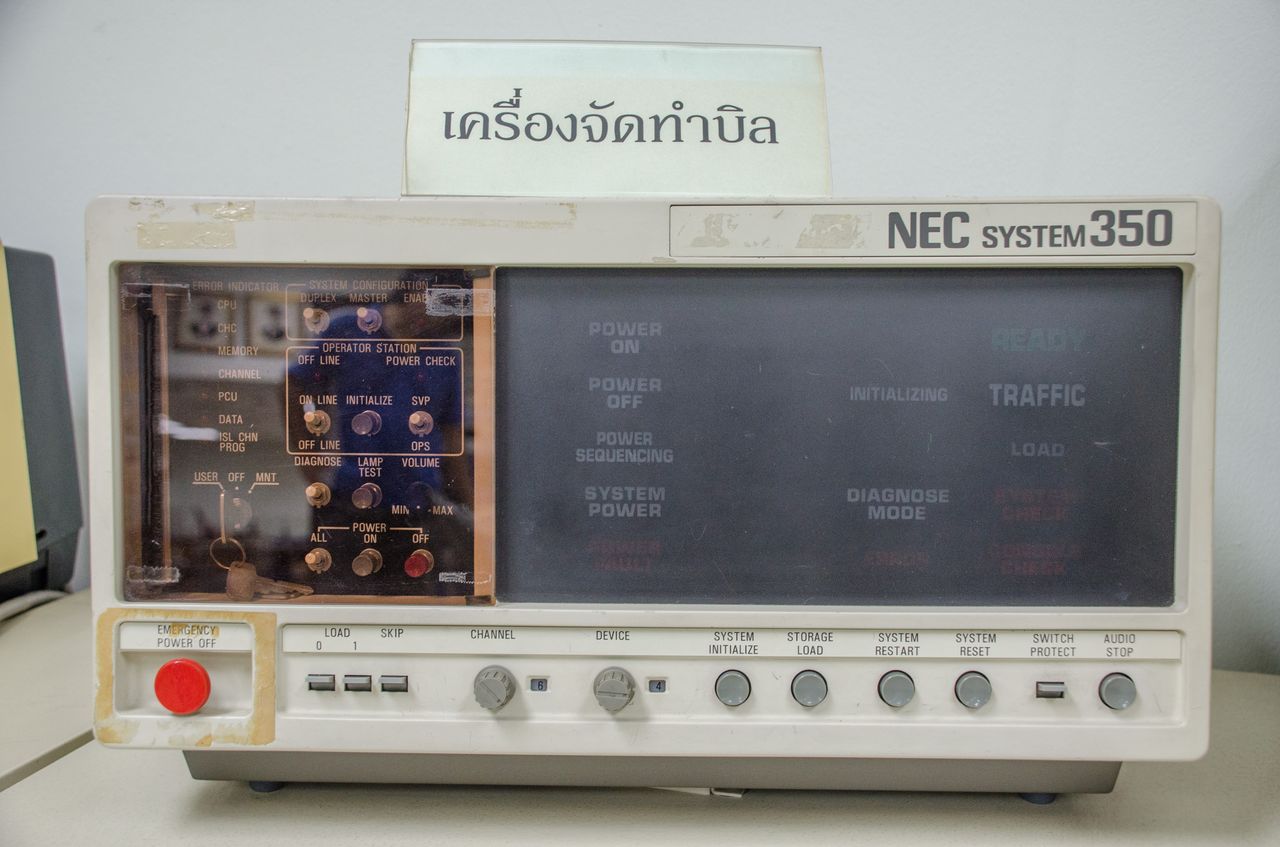 เครื่องจัดทำบิล
NEC SYSTEM 350
ERROR INDICATOR
CPU
CHC
MEMORY
CHANNEL
PCU
DATA
ISL CHN
PROG
USER OFF MNT
SYSTEM CONFIGURATION
DUPLEX MASTER
OPERATOR STATION
OFF LINE POWER CHECK
ON LINE INITIALIZE SVP
OFF LINE OPS
DIAGNOSE LAMP TEST VOLUME
MIN MAX
POWER
ALL ON OFF
POWER
ON
POWER
OFF
POWER
SEQUENCING
SYSTEM
POWER
INITIALIZING
DIAGNOSE
MODE
READY
TRAFFIC
LOAD
SYSTEM
CHECK
CHECK
EMERGENCY
POWER OFF
LOAD SKIP
0 1
CHANNEL
6
DEVICE
4
SYSTEM
INITIALIZE
STORAGE
LOAD
SYSTEM
RESTART
SYSTEM
RESET
SWITCH
PROTECT
AUDIO
STOP